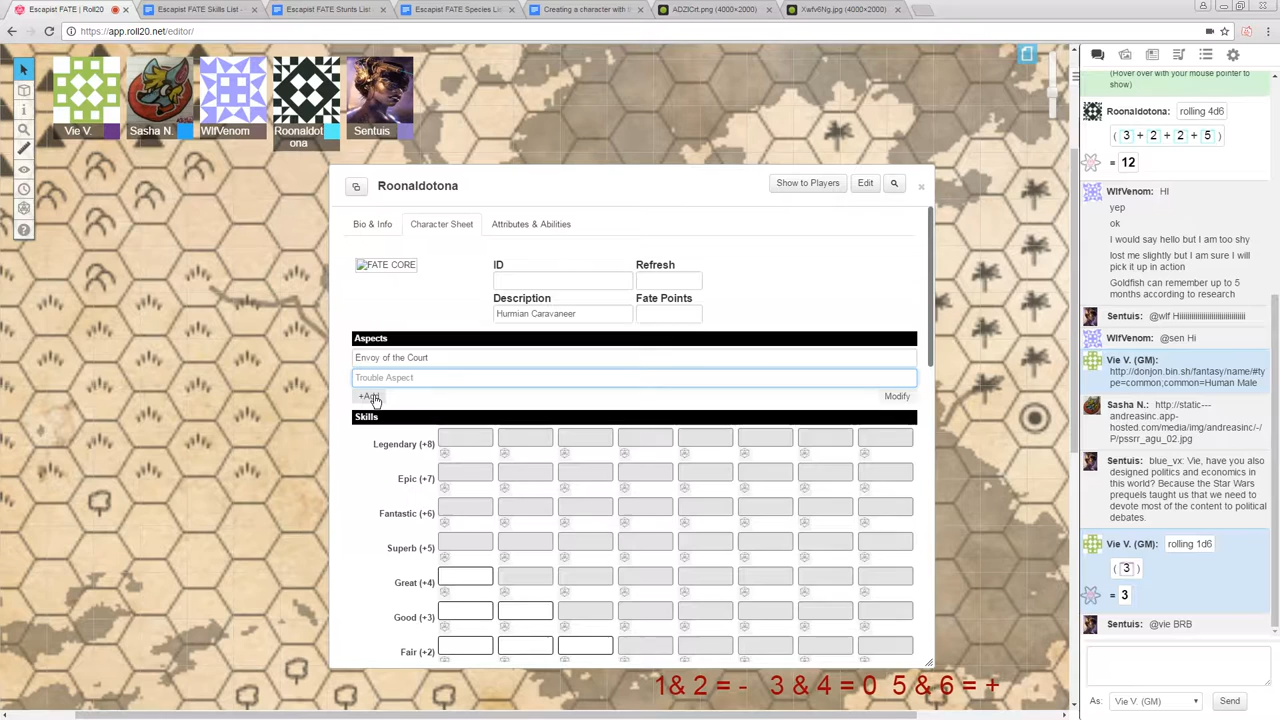 Escapist FATE | Roll20
Escapist FATE Skills List -
Escapist FATE Stunts List
Escapist FATE Species Li
Creating a character with
ADZlCrt.png (4000×2000)
Xwfv6Ng.jpg (4000×2000)
https://app.roll20.net/editor/
Vie V.
Sasha N.
WlfVenom
Roonaldot
ona
Sentuis
Roonaldotona
Show to Players
Edit
Bio & Info
Character Sheet
Attributes & Abilities
FATE CORE
ID
Refresh
Description
Fate Points
Hurmian Caravaneer
Aspects
Envoy of the Court
Trouble Aspect
+Add
Modify
Skills
Legendary (+8)
Epic (+7)
Fantastic (+6)
Superb (+5)
Great (+4)
Good (+3)
Fair (+2)
1& 2 = - 3 & 4 = 0 5 & 6 = +
(Hover over with your mouse pointer to
show)
Roonaldotona: rolling 4d6
( 3 + 2 + 2 + 5 )
= 12
WlfVenom: HI
yep
ok
I would say hello but I am too shy
lost me slightly but I am sure I will
pick it up in action
Goldfish can remember up to 5
months according to research
Sentuis: @wlf Hiiiiiiiiiiiiiiiiiiiiiiiiiiiii
WlfVenom: @sen Hi
Vie V. (GM):
http://donjon.bin.sh/fantasy/name/#ty
pe=common;common=Human Male
Sasha N.: http://static---
andreasinc.app-
hosted.com/media/img/andreasinc/-/
P/pssrr_agu_02.jpg
Sentuis: blue_vx: Vie, have you also
designed politics and economics in
this world? Because the Star Wars
prequels taught us that we need to
devote most of the content to political
debates.
Vie V. (GM): rolling 1d6
( 3 )
= 3
Sentuis: @vie BRB
As: Vie V. (GM)
Send